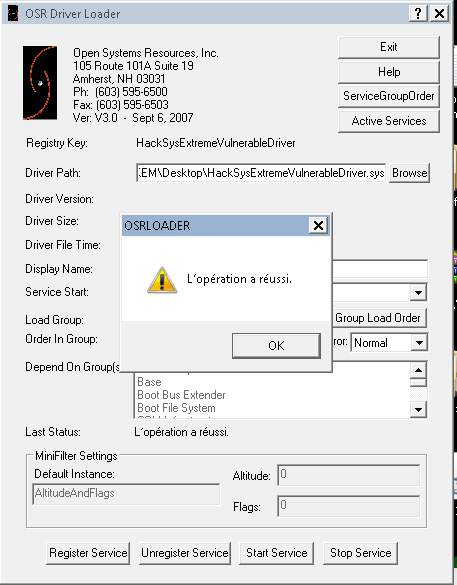 OSR Driver Loader
Open Systems Resources, Inc.
105 Route 101A Suite 19
Amherst, NH 03031
Ph: (603) 595-6500
Fax: (603) 595-6503
Ver: V3.0 - Sept 6, 2007
Exit
Help
ServiceGroupOrder
Active Services
Registry Key: HackSysExtremeVulnerableDriver
Driver Path: EM\Desktop\HackSysExtremeVulnerableDriver.sys Browse
Driver Version:
Driver Size:
Driver File Time:
Display Name:
Service Start:
OSRLOADER
L'opération a réussi.
OK
Load Group: Group Load Order
Order In Group: ror: Normal
Depend On Group(s
Base
Boot Bus Extender
Boot File System
Last Status: L'opération a réussi.
MiniFilter Settings
Default Instance:
AltitudeAndFlags
Altitude: 0
Flags: 0
Register Service Unregister Service Start Service Stop Service